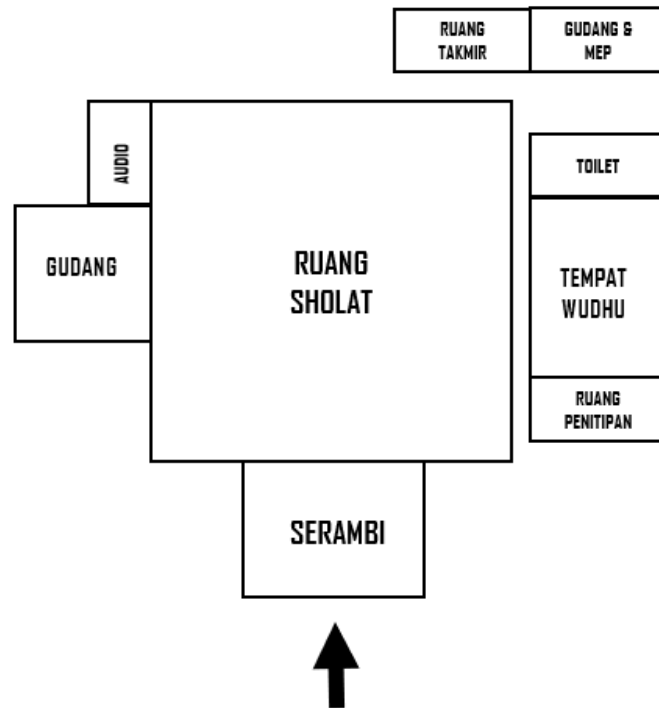 RUANG
TAKMIR
GUDANG &
MEP
AUDIO
TOILET
GUDANG
RUANG
SHOLAT
TEMPAT
WUDHU
RUANG
PENITIPAN
SERAMBI